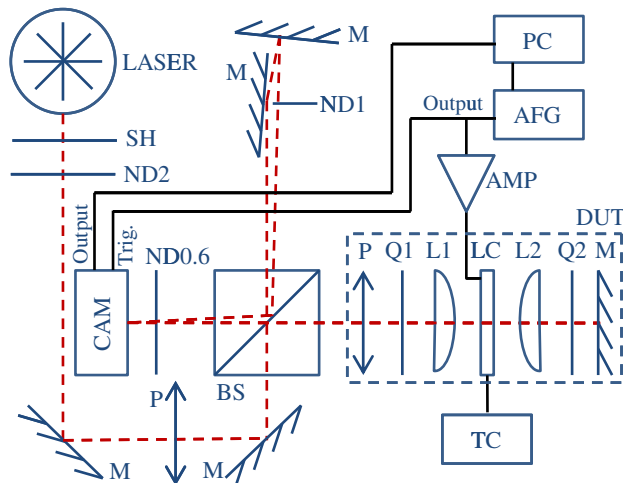 LASER
M
M
PC
ND1
Output
AFG
SH
ND2
AMP
Output
Trig.
ND0.6
DUT
P Q1 L1 LC L2 Q2 M
CAM
BS
P
M
M
TC